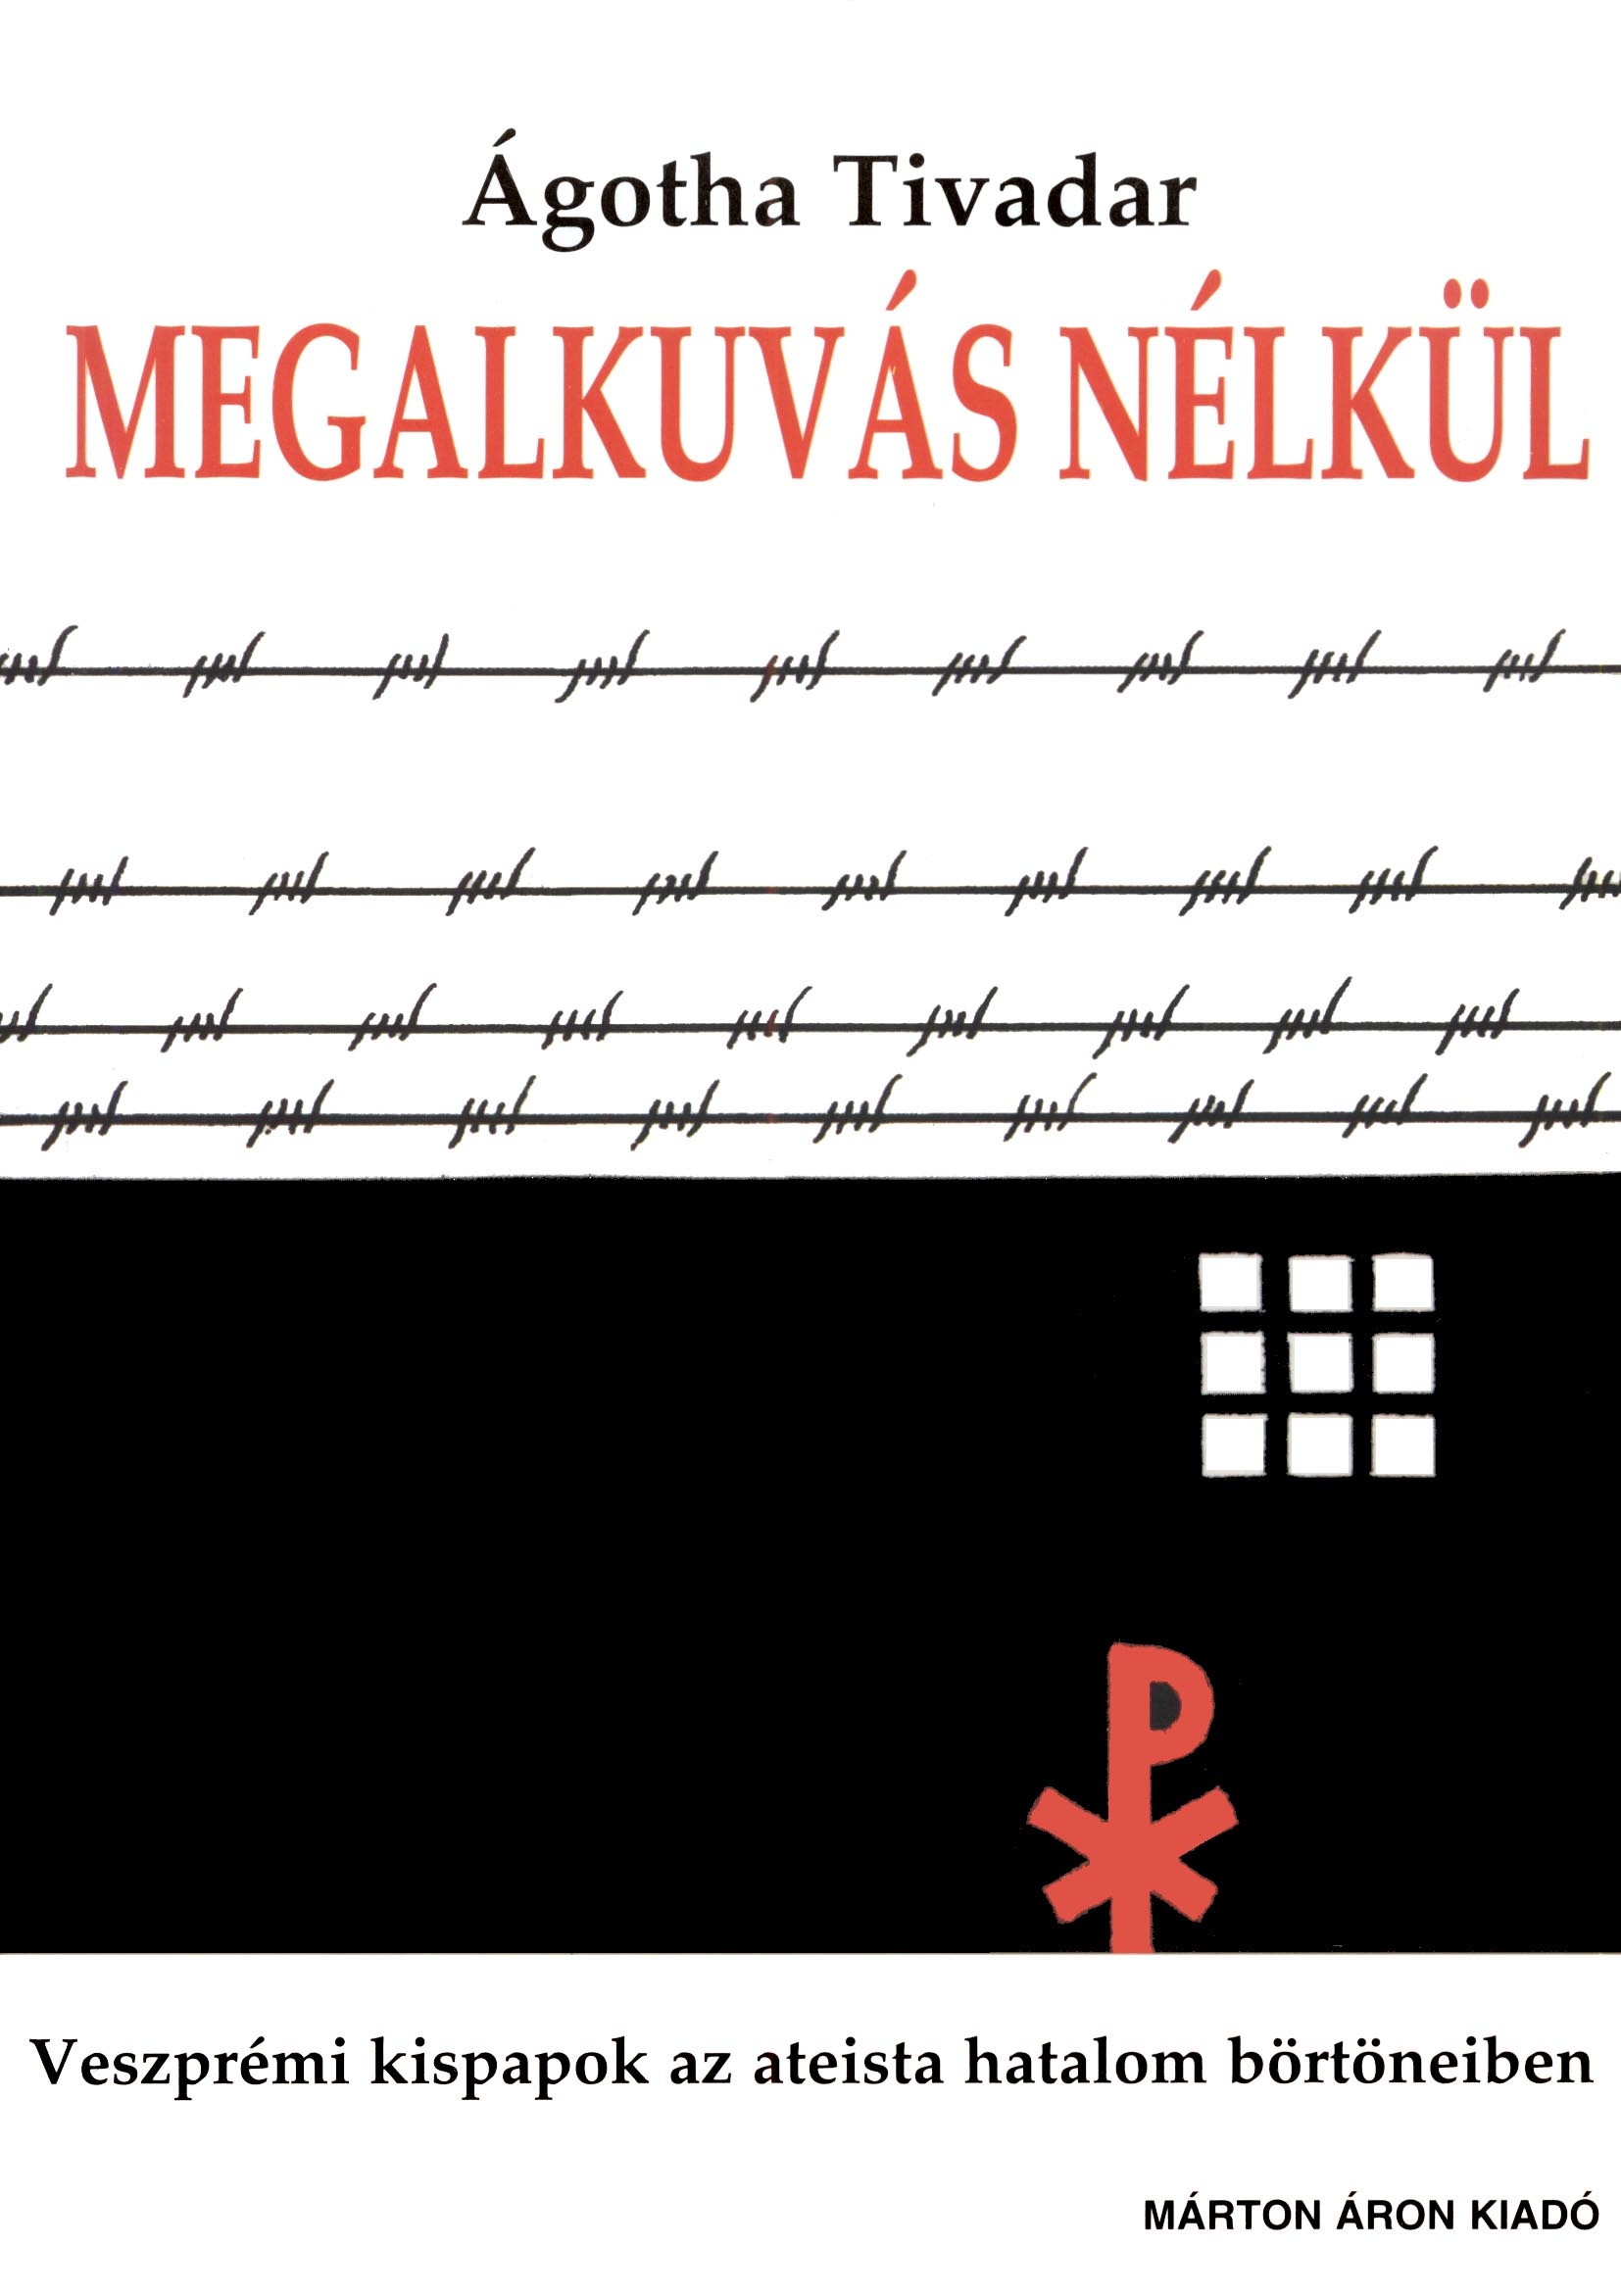 Ágotha Tivadar
MEGALKUVÁS NÉLKÜL
Veszprémi kispapok az ateista hatalom börtöneiben
MÁRTON ÁRON KIADÓ